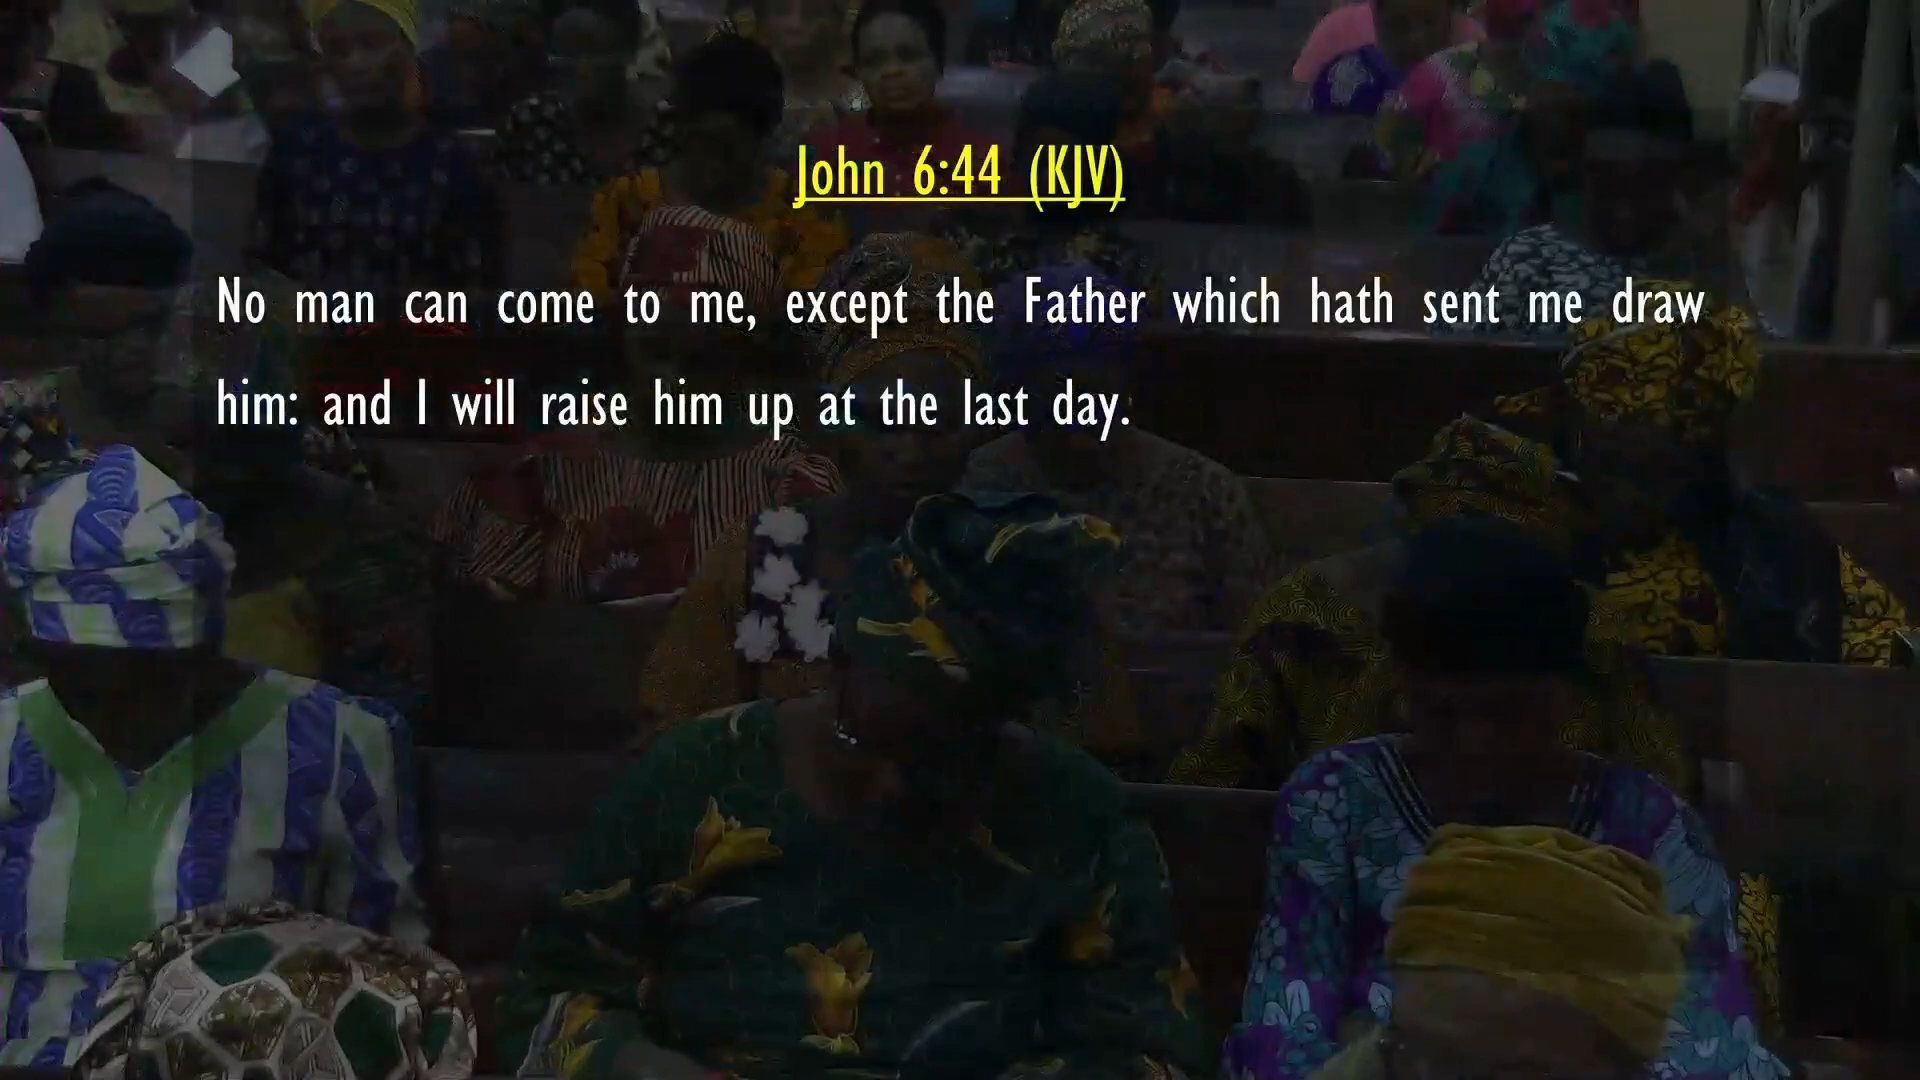 John 6:44 (KJV)
No man can come to me, except the Father which hath sent me draw
him: and I will raise him up at the last day.